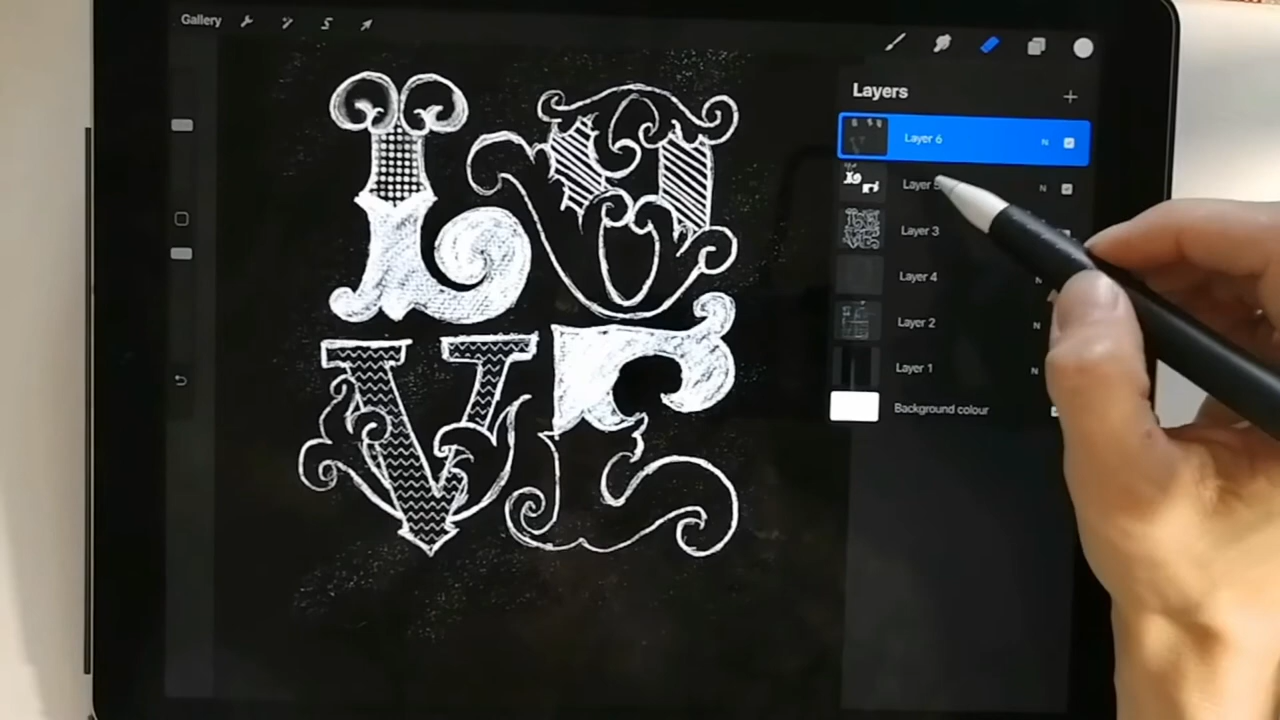 Gallery
Layers
Layer 6 N
Layer 5 N
Layer 3
Layer 4 N
Layer 2 N
Layer 1 N
Background colour
LO
VE